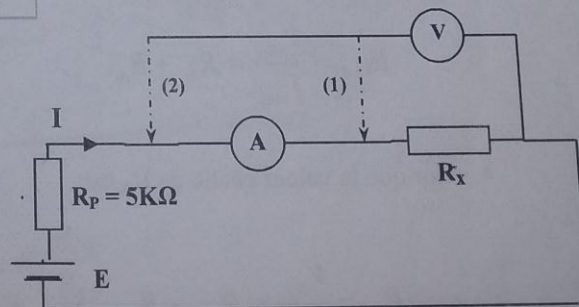 V
(2)
(1)
I
A
Rx
RP = 5KΩ
E